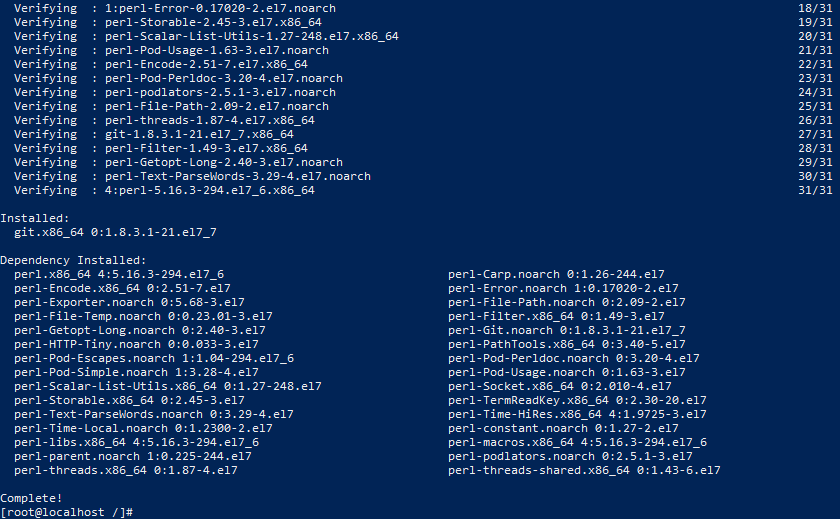 Verifying  : 1:perl-Error-0.17020-2.el7.noarch 18/31
Verifying  : perl-Storable-2.45-3.el7.x86_64 19/31
Verifying  : perl-Scalar-List-Utils-1.27-248.el7.x86_64 20/31
Verifying  : perl-Pod-Usage-1.63-3.el7.noarch 21/31
Verifying  : perl-Encode-2.51-7.el7.x86_64 22/31
Verifying  : perl-Pod-Perldoc-3.20-4.el7.noarch 23/31
Verifying  : perl-podlators-2.5.1-3.el7.noarch 24/31
Verifying  : perl-File-Path-2.09-2.el7.noarch 25/31
Verifying  : perl-threads-1.87-4.el7.x86_64 26/31
Verifying  : git-1.8.3.1-21.el7_7.x86_64 27/31
Verifying  : perl-Filter-1.49-3.el7.x86_64 28/31
Verifying  : perl-Getopt-Long-2.40-3.el7.noarch 29/31
Verifying  : perl-Text-ParseWords-3.29-4.el7.noarch 30/31
Verifying  : 4:perl-5.16.3-294.el7_6.x86_64 31/31
Installed:
git.x86_64 0:1.8.3.1-21.el7_7
Dependency Installed:
perl.x86_64 4:5.16.3-294.el7_6 perl-Carp.noarch 0:1.26-244.el7
perl-Encode.x86_64 0:2.51-7.el7 perl-Error.noarch 1:0.17020-2.el7
perl-Exporter.noarch 0:5.68-3.el7 perl-File-Path.noarch 0:2.09-2.el7
perl-File-Temp.noarch 0:0.23.01-3.el7 perl-Filter.x86_64 0:1.49-3.el7
perl-Getopt-Long.noarch 0:2.40-3.el7 perl-Git.noarch 0:1.8.3.1-21.el7_7
perl-HTTP-Tiny.noarch 0:0.033-3.el7 perl-PathTools.x86_64 0:3.40-5.el7
perl-Pod-Escapes.noarch 1:1.04-294.el7_6 perl-Pod-Perldoc.noarch 0:3.20-4.el7
perl-Pod-Simple.noarch 1:3.28-4.el7 perl-Pod-Usage.noarch 0:1.63-3.el7
perl-Scalar-List-Utils.x86_64 0:1.27-248.el7 perl-Socket.x86_64 0:2.010-4.el7
perl-Storable.x86_64 0:2.45-3.el7 perl-TermReadKey.x86_64 0:2.30-20.el7
perl-Text-ParseWords.noarch 0:3.29-4.el7 perl-Time-HiRes.x86_64 4:1.9725-3.el7
perl-Time-Local.noarch 0:1.2300-2.el7 perl-constant.noarch 0:1.27-2.el7
perl-libs.x86_64 4:5.16.3-294.el7_6 perl-macros.x86_64 4:5.16.3-294.el7_6
perl-parent.noarch 1:0.225-244.el7 perl-podlators.noarch 0:2.5.1-3.el7
perl-threads.x86_64 0:1.87-4.el7 perl-threads-shared.x86_64 0:1.43-6.el7
Complete!
[root@localhost /]#